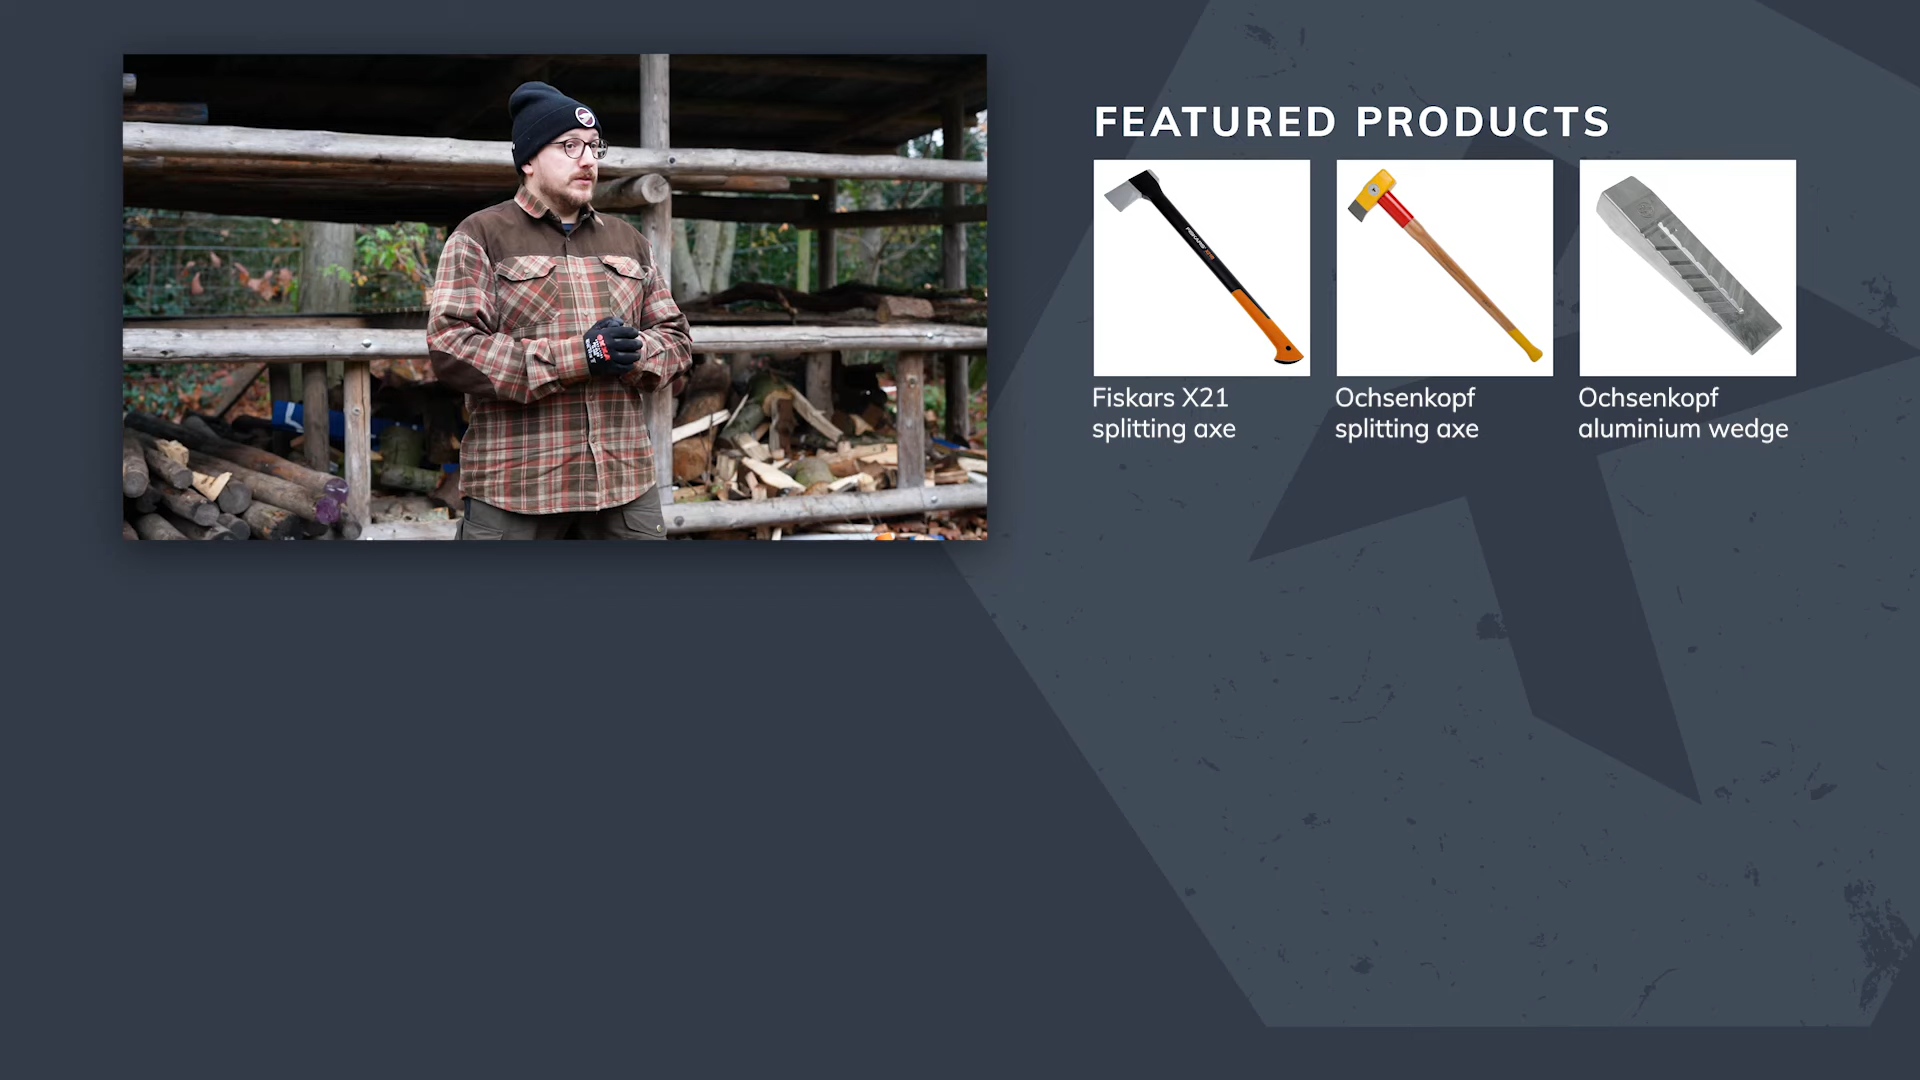 FEATURED PRODUCTS
Fiskars X21
splitting axe
Ochsenkopf
splitting axe
Ochsenkopf
aluminium wedge